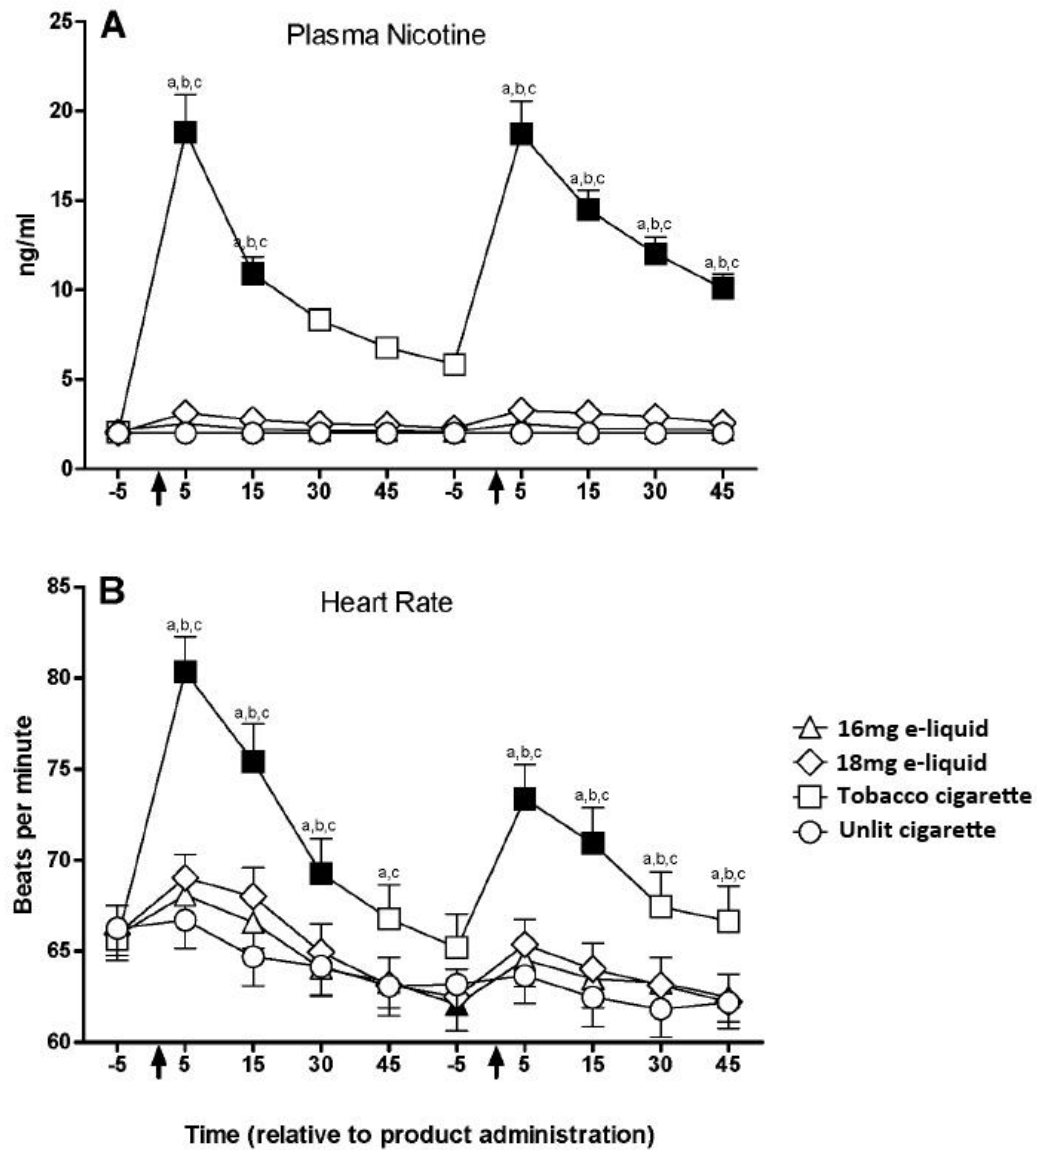 A
Plasma Nicotine
25
20
15
10
5
0
ng/ml
a,b,c
a,b,c
a,b,c
a,b,c
a,b,c
a,b,c
-5 5 15 30 45 -5 5 15 30 45
B
Heart Rate
85
80
75
70
65
60
Beats per minute
a,b,c
a,b,c
a,b,c
a,c
a,b,c
a,b,c
a,b,c
a,b,c
-5 5 15 30 45 -5 5 15 30 45
16mg e-liquid
18mg e-liquid
Tobacco cigarette
Unlit cigarette
Time (relative to product administration)